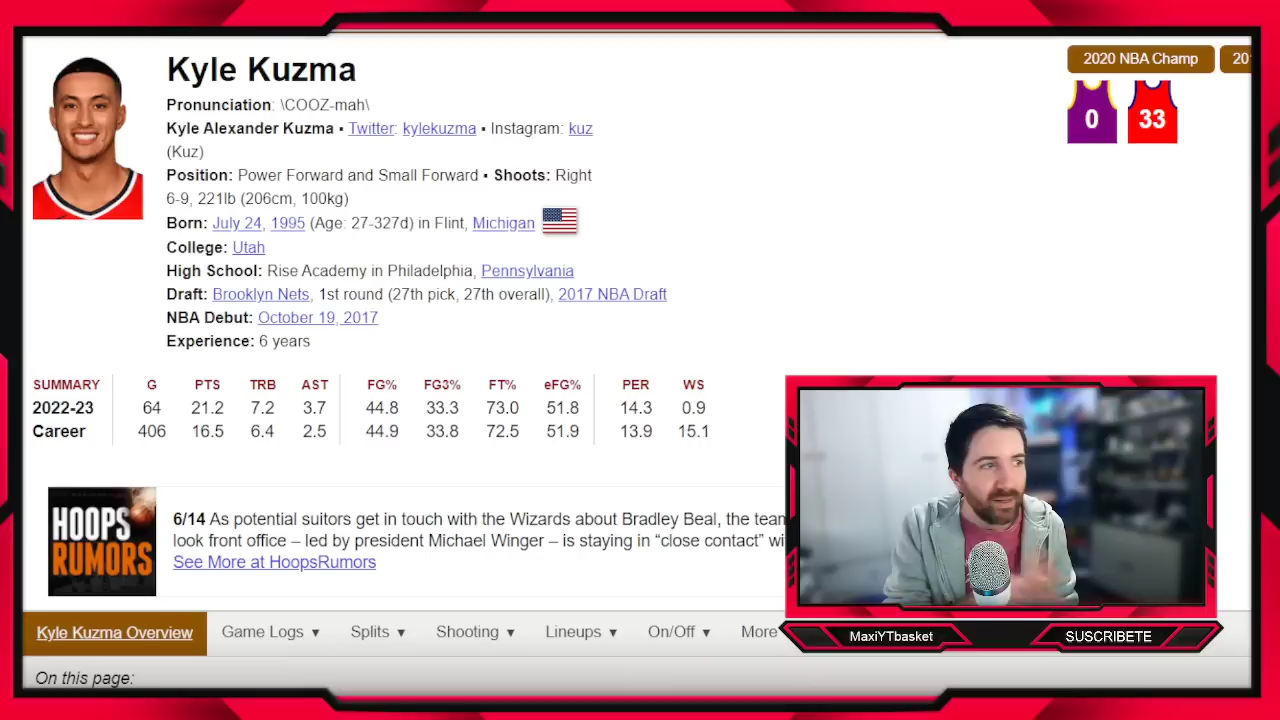 Kyle Kuzma
2020 NBA Champ
0
33
Pronunciation: \COOZ-mah\
Kyle Alexander Kuzma ▪ Twitter: kylekuzma ▪ Instagram: kuz
(Kuz)
Position: Power Forward and Small Forward ▪ Shoots: Right
6-9, 221lb (206cm, 100kg)
Born: July 24, 1995 (Age: 27-327d) in Flint, Michigan
College: Utah
High School: Rise Academy in Philadelphia, Pennsylvania
Draft: Brooklyn Nets, 1st round (27th pick, 27th overall), 2017 NBA Draft
NBA Debut: October 19, 2017
Experience: 6 years
SUMMARY G PTS TRB AST FG% FG3% FT% eFG% PER WS
2022-23 64 21.2 7.2 3.7 44.8 33.3 73.0 51.8 14.3 0.9
Career 406 16.5 6.4 2.5 44.9 33.8 72.5 51.9 13.9 15.1
HOOPS
RUMORS
6/14 As potential suitors get in touch with the Wizards about Bradley Beal, the team
look front office – led by president Michael Winger – is staying in “close contact” wi
See More at HoopsRumors
Kyle Kuzma Overview Game Logs ▼ Splits ▼ Shooting ▼ Lineups ▼ On/Off ▼ More
MaxiYTbasket
SUSCRIBETE
On this page: